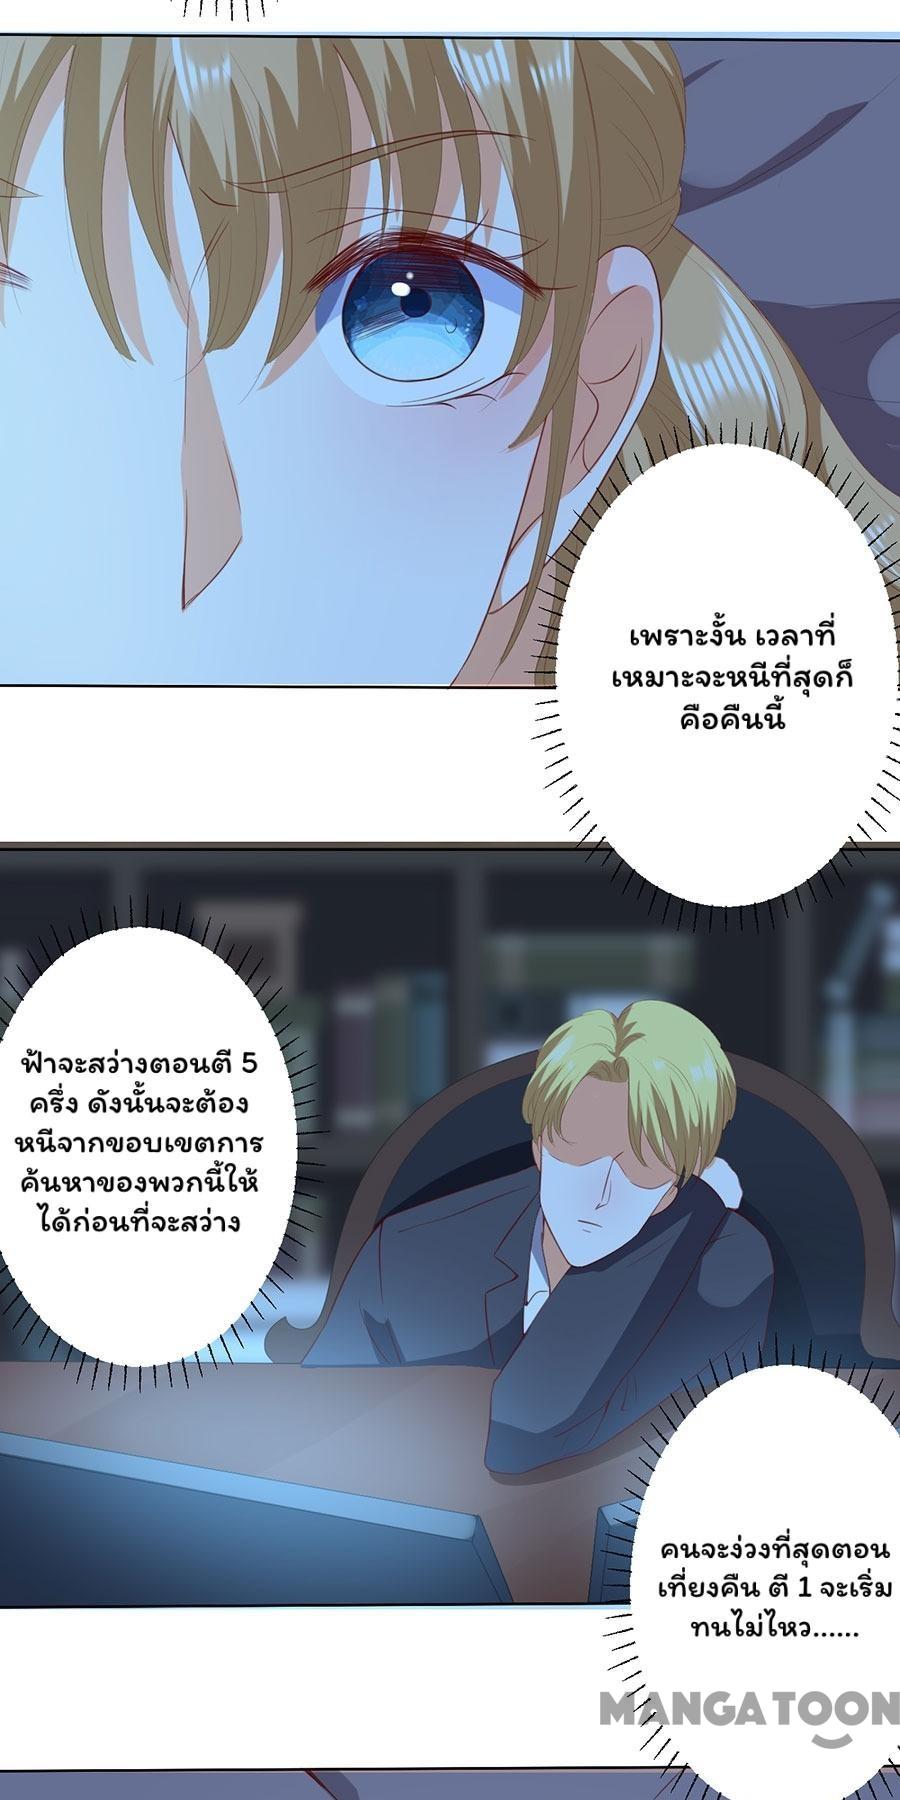 เพราะงั้น เวลาที่
เหมาะจะหนีที่สุดก็
คือคืนนี้
ฟ้าจะสว่างตอนตี 5
ครึ่ง ดังนั้นจะต้อง
หนีจากขอบเขตการ
ค้นหาของพวกนี้ให้
ได้ก่อนที่จะสว่าง
คนจะง่วงที่สุดตอน
เที่ยงคืน ตี 1 จะเริ่ม
ทนไม่ไหว......
MANGATOON